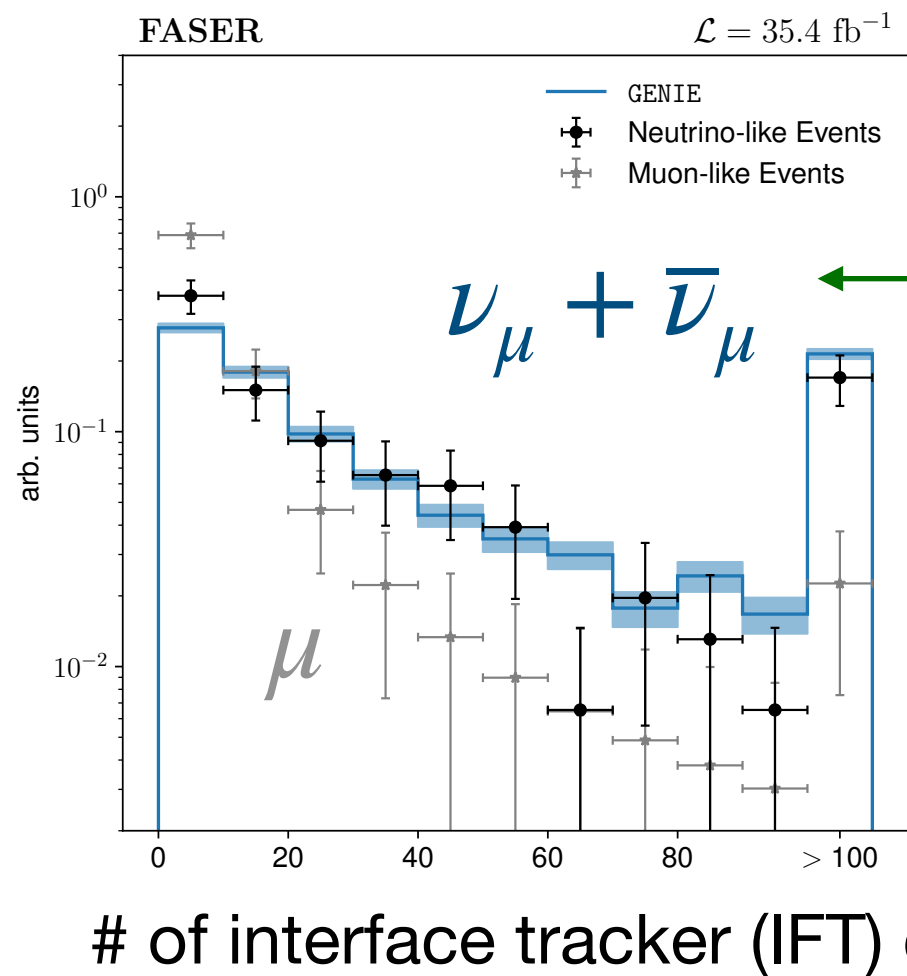 FASER
ℒ = 35.4 fb⁻¹
GENIE
Neutrino-like Events
Muon-like Events
10⁰
ν_μ + ν̅_μ
10⁻¹
arb. units
10⁻²
μ
0 20 40 60 80 > 100
# of interface tracker (IFT)